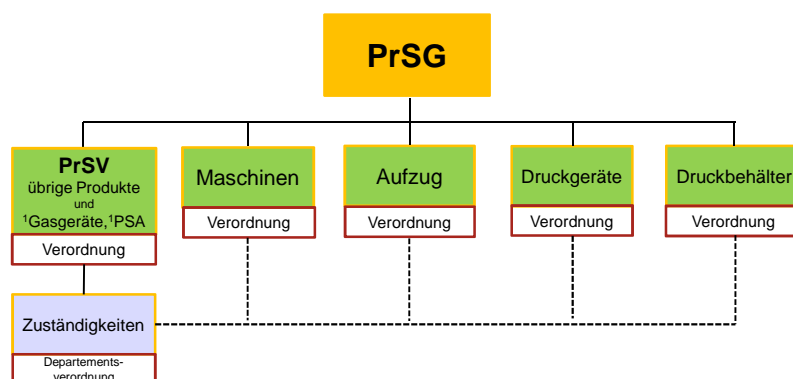 PrSG
PrSV
übrige Produkte
und
¹Gasgeräte,¹PSA
Verordnung
Maschinen
Verordnung
Aufzug
Verordnung
Druckgeräte
Verordnung
Druckbehälter
Verordnung
Zuständigkeiten
Departements-
verordnung